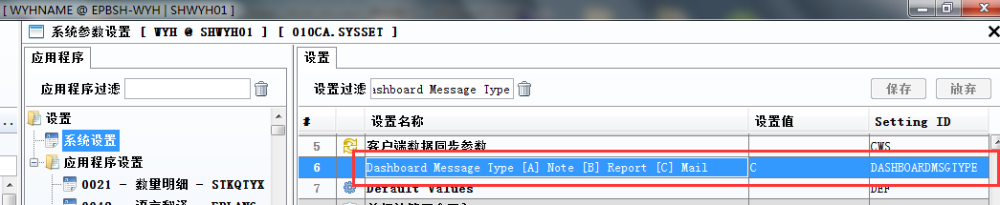 [ WYHNAME @ EPBSH-WYH | SHWYH01 ]
系统参数设置 [ WYH @ SHWYH01 ] [ 010CA.SYSSET ]
应用程序
应用程序过滤
设置
系统设置
应用程序设置
0021 - 数量明细 - STKQTYX
设置
设置过滤 ashboard Message Type 保存 放弃
# 设置名称 设置值 Setting ID
5 客户端数据同步参数 CWS
6 Dashboard Message Type [A] Note [B] Report [C] Mail C DASHBOARDMSGTYPE
7 Default Values DEF